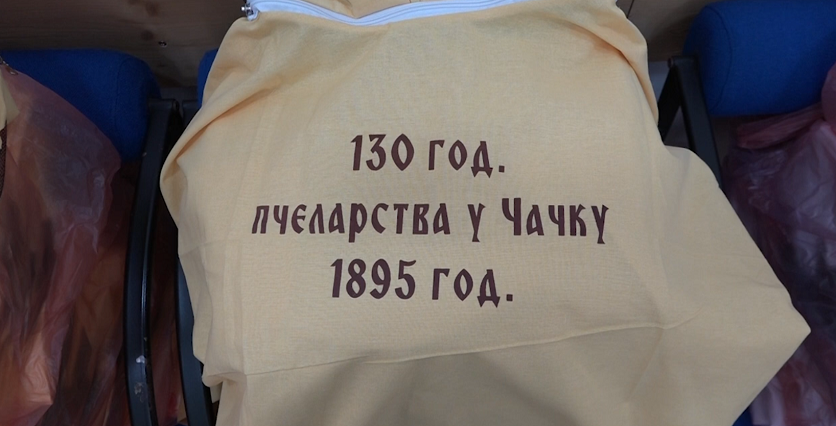 130 год.
пчеларства у Чачку
1895 год.